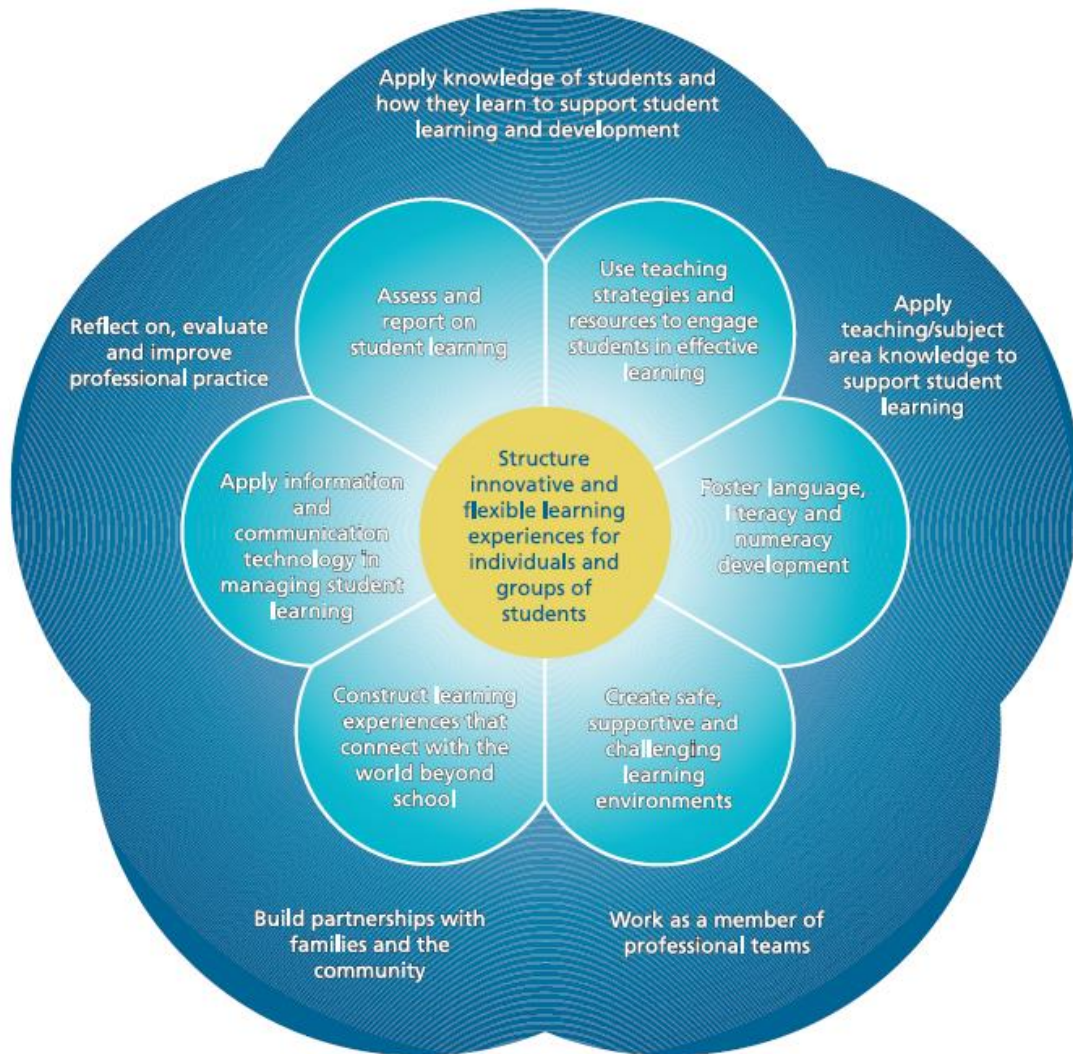 Apply knowledge of students and
how they learn to support student
learning and development
Assess and
report on
student learning
Use teaching
strategies and
resources to engage
students in effective
learning
Reflect on, evaluate
and improve
professional practice
Apply
teaching/subject
area knowledge to
support student
learning
Apply information
and
communication
technology in
managing student
learning
Structure
innovative and
flexible learning
experiences for
individuals and
groups of
students
Foster language,
literacy and
numeracy
development
Construct learning
experiences that
connect with the
world beyond
school
Create safe,
supportive and
challenging
learning
environments
Build partnerships with
families and the
community
Work as a member of
professional teams